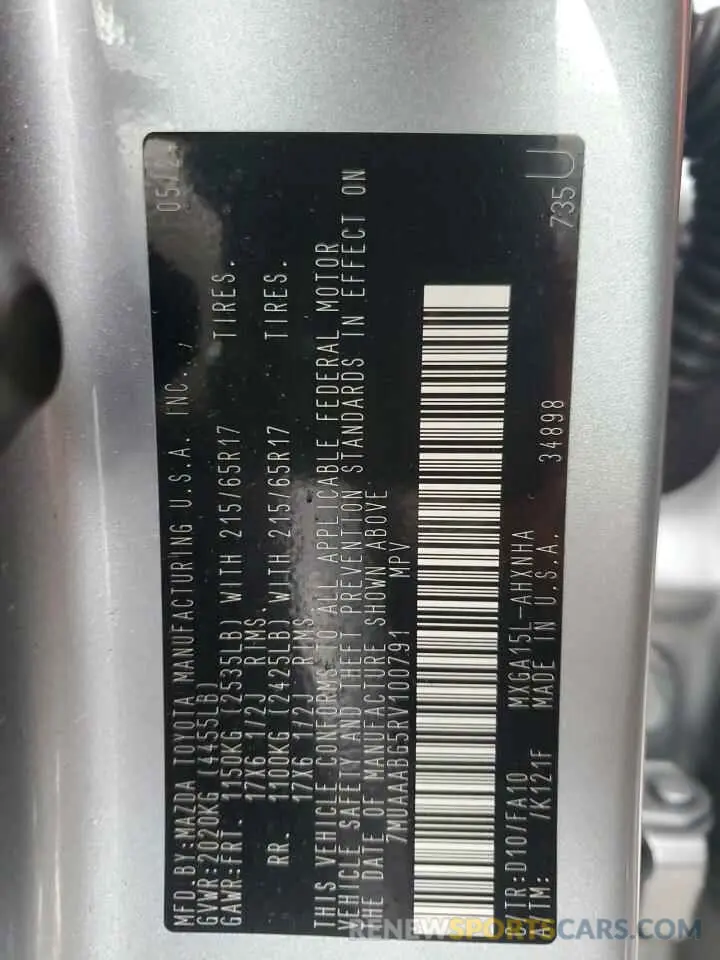 MFD.BY:MAZDA TOYOTA MANUFACTURING U.S.A. INC.,
GVWR:2020KG (4455LB)
GAWR:FRT. 1150KG (2535LB) WITH 215/65R17 TIRES.
17X6 1/2J RIMS.
RR. 1100KG (2425LB) WITH 215/65R17 TIRES.
17X6 1/2J RIMS.
THIS VEHICLE CONFORMS TO ALL APPLICABLE FEDERAL MOTOR
VEHICLE SAFETY AND THEFT PREVENTION STANDARDS IN EFFECT ON
THE DATE OF MANUFACTURE SHOWN ABOVE
7MUAAABG5RV100791 MPV
C/TR:D10/FA10 MXGA15L-AHXNHA
A/TM: /K121F MADE IN U.S.A. 34898 735 U
RENEWSPORTSCARS.COM